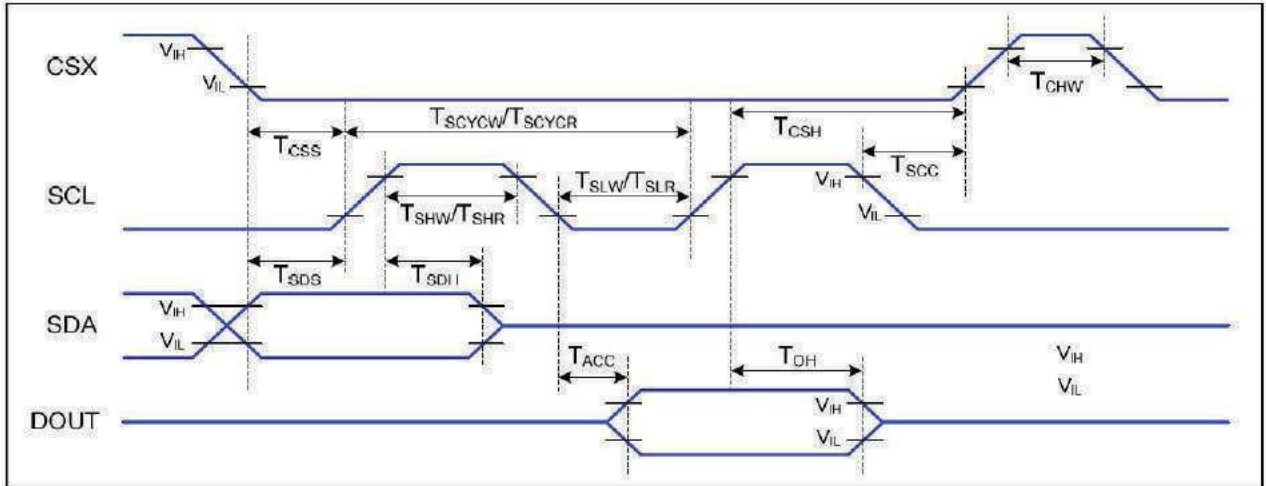 CSX
VIH
VIL
TCHW
TCSS
TSCYCW/TSCYCR
TCSH
TSCC
SCL
TSHW/TSHR
TSLW/TSLR
VIH
VIL
TSDS
TSDH
SDA
VIH
VIL
TACC
TOH
VIH
VIL
DOUT
VIH
VIL